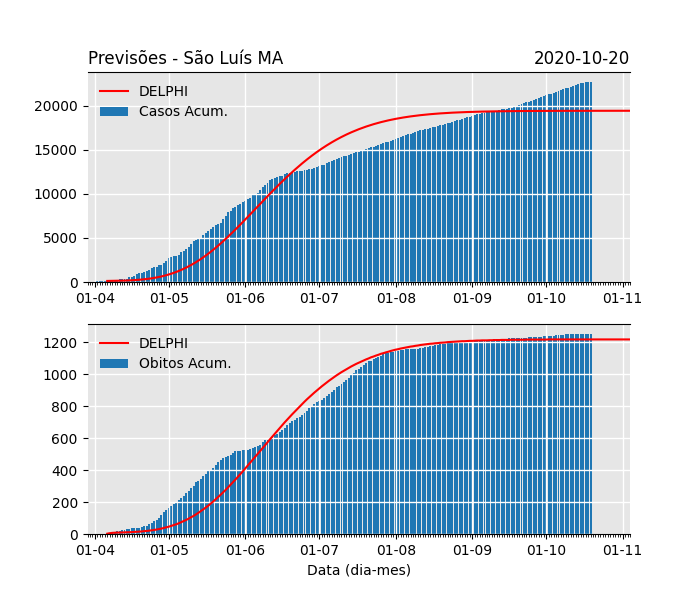 Previsões - São Luís MA 2020-10-20
DELPHI
Casos Acum.
20000
15000
10000
5000
0
01-04 01-05 01-06 01-07 01-08 01-09 01-10 01-11
DELPHI
Obitos Acum.
1200
1000
800
600
400
200
0
01-04 01-05 01-06 01-07 01-08 01-09 01-10 01-11
Data (dia-mes)